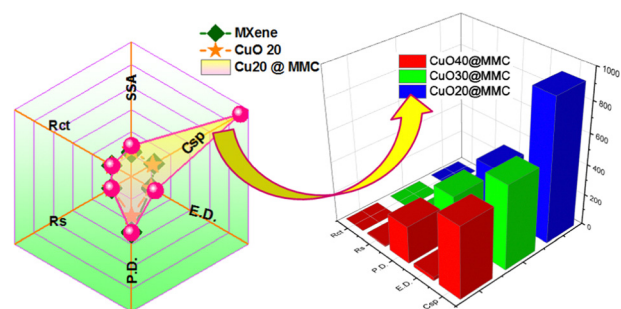 MXene
CuO 20
Cu20 @ MMC
SSA
Rct
Csp
Rs
E.D.
P.D.
CuO40@MMC
CuO30@MMC
CuO20@MMC
1000
800
600
400
200
0
Rct
Rs
P.D.
E.D.
Csp